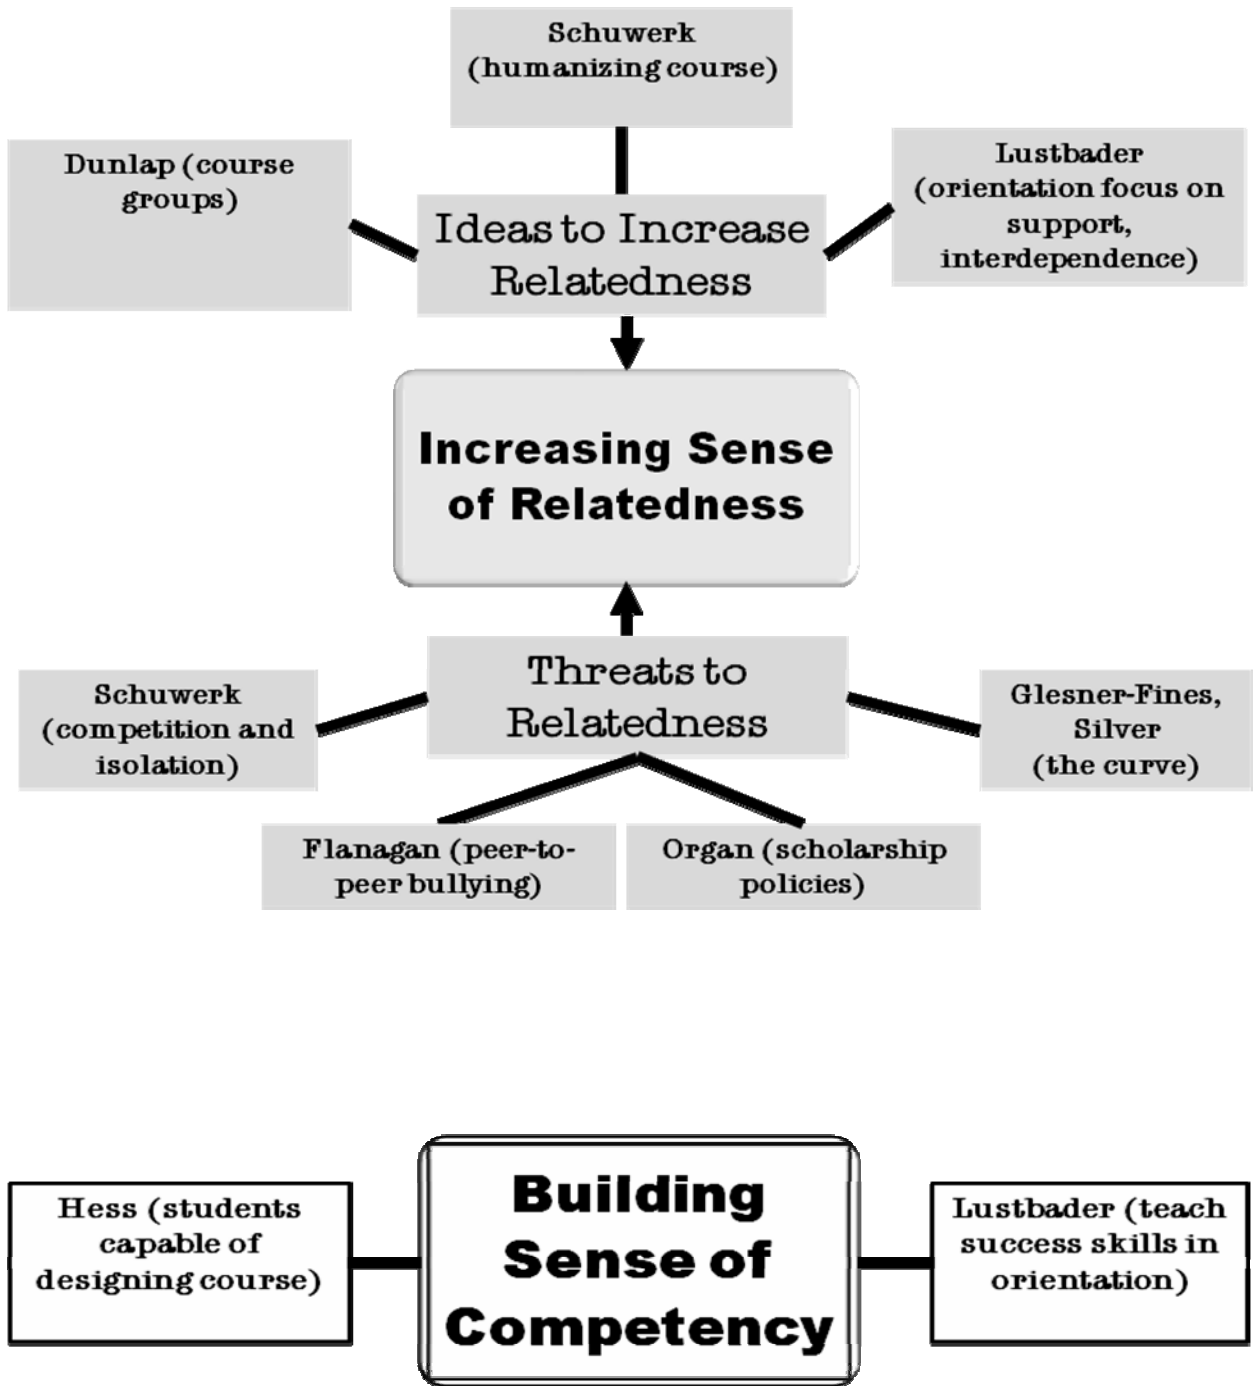 Schuwerk
(humanizing course)
Dunlap (course
groups)
Lustbader
(orientation focus on
support,
interdependence)
Ideas to Increase
Relatedness
Increasing Sense
of Relatedness
Threats to
Relatedness
Schuwerk
(competition and
isolation)
Glesner-Fines,
Silver
(the curve)
Flanagan (peer-to-
peer bullying)
Organ (scholarship
policies)
Hess (students
capable of
designing course)
Building
Sense of
Competency
Lustbader (teach
success skills in
orientation)